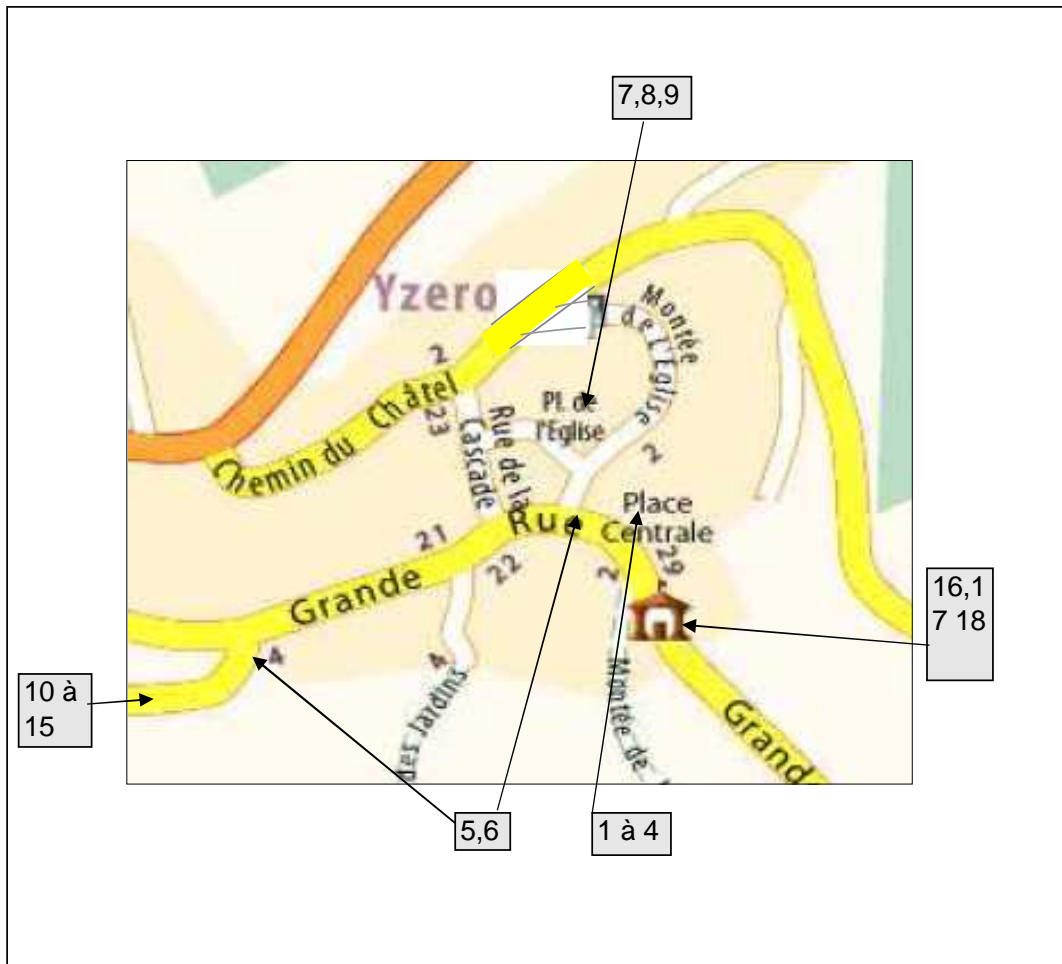 7,8,9
Yzero
Montée
de l'Eglise
2
Chemin du Châtel
23
Rue de la
Cascade
Pl. de
l'Eglise
2
Place
Centrale
21
Grande Rue
22
2
29
16,1
7 18
4
4
10 à
15
des Jardins
Montée de
Grand
5,6
1 à 4